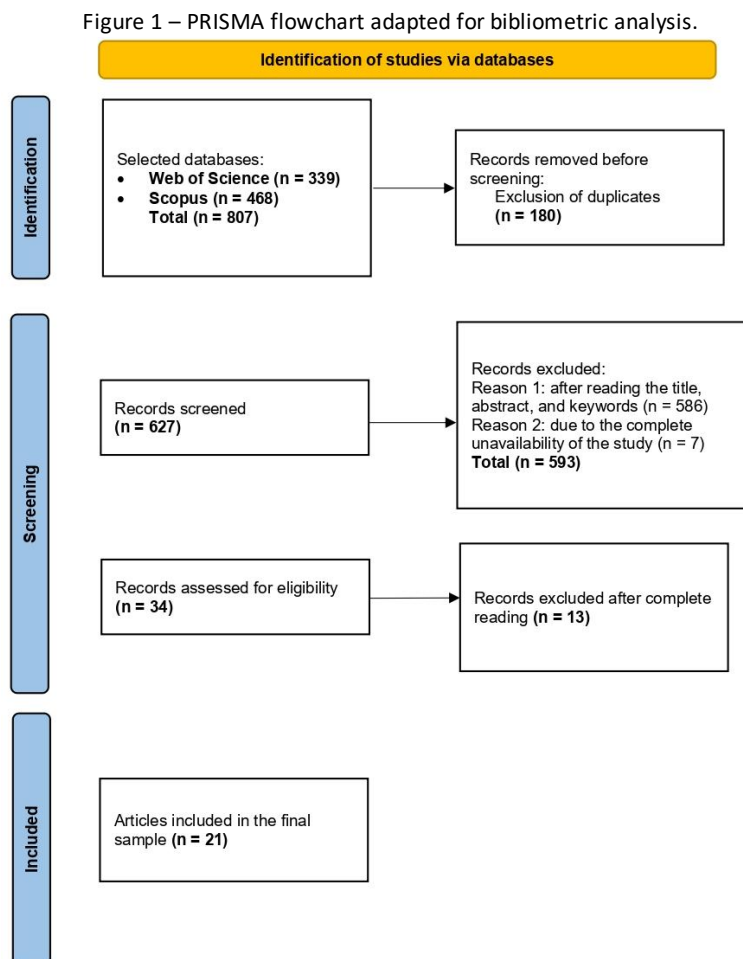 Figure 1 – PRISMA flowchart adapted for bibliometric analysis.
Identification of studies via databases
Identification
Selected databases:
• Web of Science (n = 339)
• Scopus (n = 468)
Total (n = 807)
Records removed before
screening:
Exclusion of duplicates
(n = 180)
Screening
Records screened
(n = 627)
Records excluded:
Reason 1: after reading the title,
abstract, and keywords (n = 586)
Reason 2: due to the complete
unavailability of the study (n = 7)
Total (n = 593)
Records assessed for eligibility
(n = 34)
Records excluded after complete
reading (n = 13)
Included
Articles included in the final
sample (n = 21)